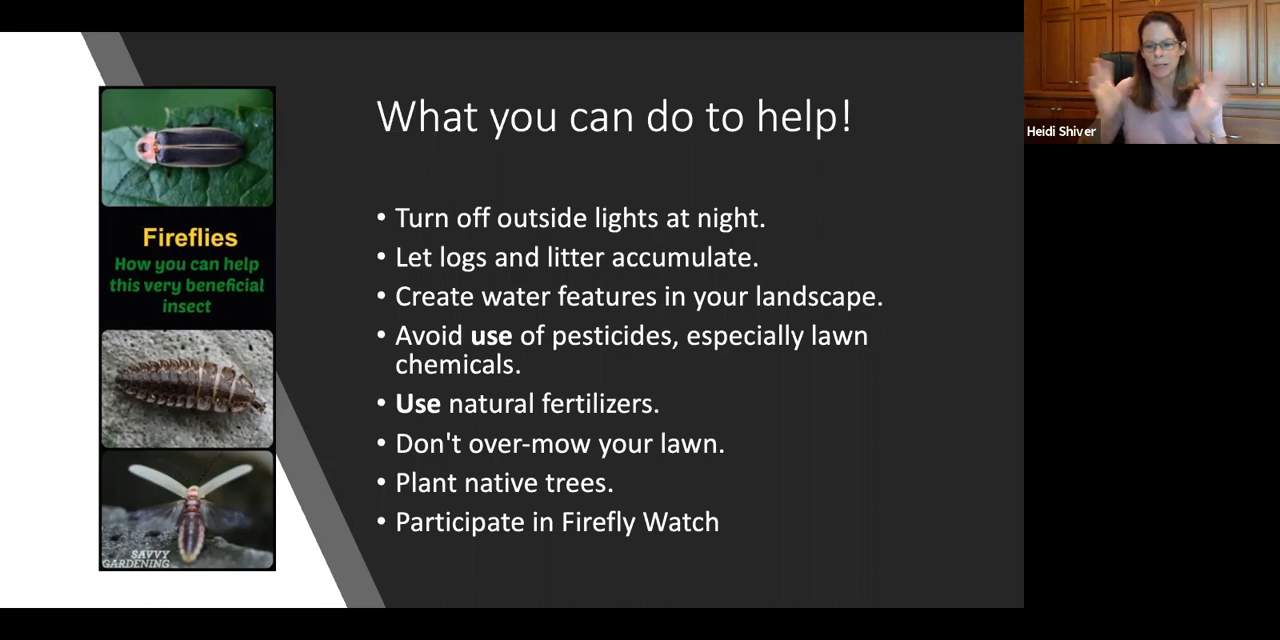 What you can do to help!
Fireflies
How you can help
this very beneficial
insect
SAVVY
GARDENING
• Turn off outside lights at night.
• Let logs and litter accumulate.
• Create water features in your landscape.
• Avoid use of pesticides, especially lawn
chemicals.
• Use natural fertilizers.
• Don't over-mow your lawn.
• Plant native trees.
• Participate in Firefly Watch
Heidi Shiver